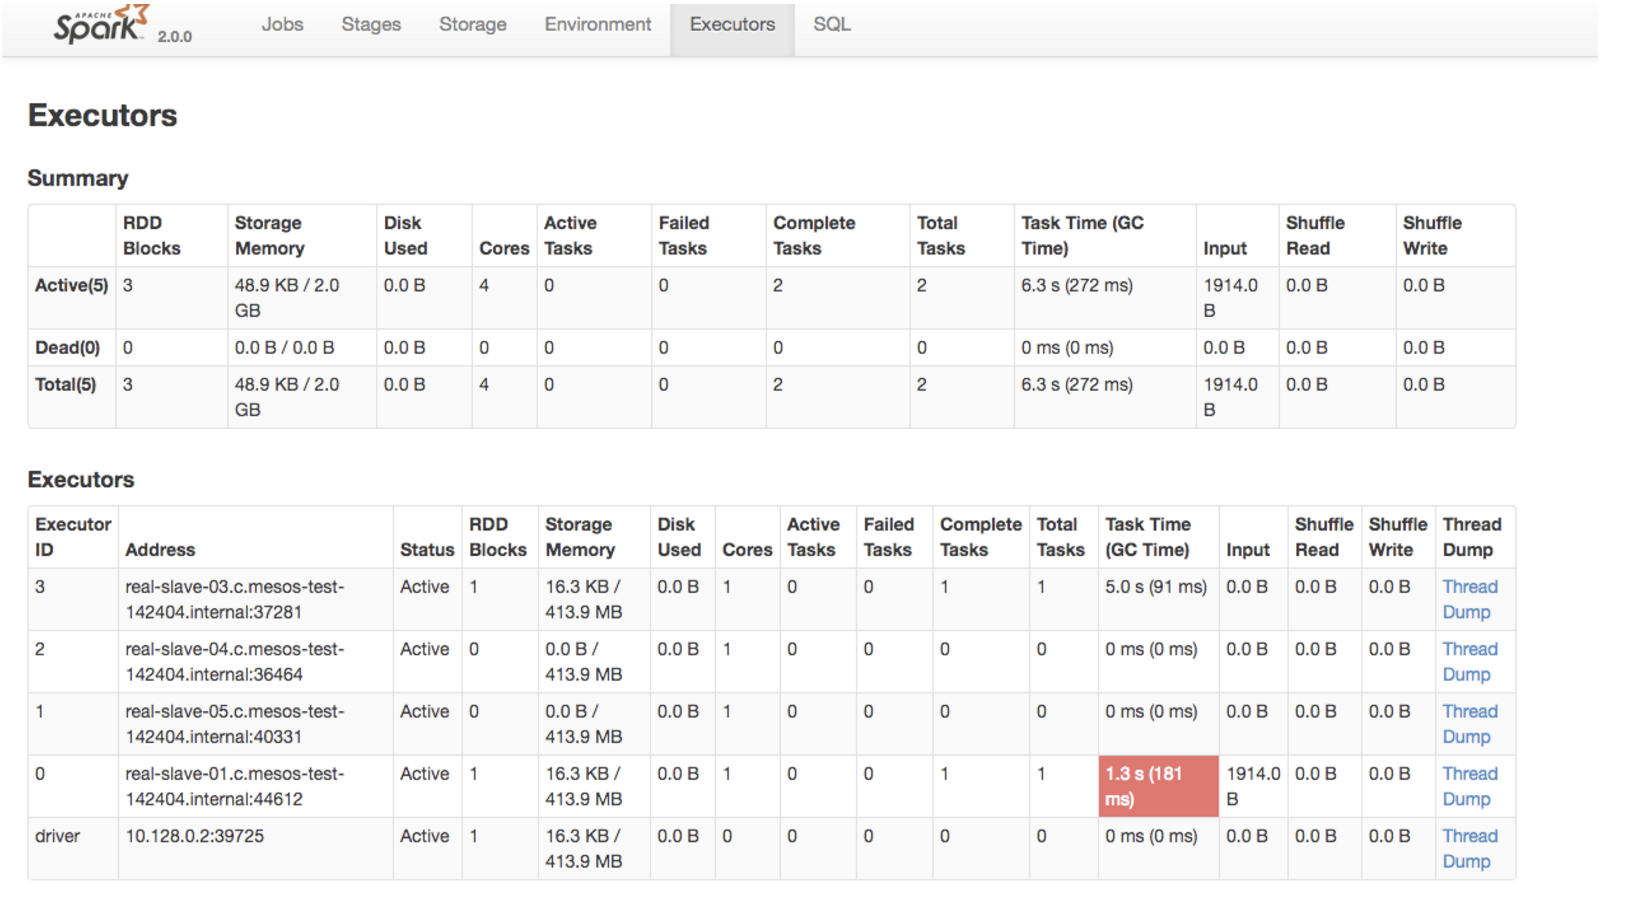 APACHE
Spark™ 2.0.0 Jobs Stages Storage Environment Executors SQL
Executors
Summary
RDD Blocks Storage Memory Disk Used Cores Active Tasks Failed Tasks Complete Tasks Total Tasks Task Time (GC Time) Input Shuffle Read Shuffle Write
Active(5) 3 48.9 KB / 2.0 GB 0.0 B 4 0 0 2 2 6.3 s (272 ms) 1914.0 B 0.0 B 0.0 B
Dead(0) 0 0.0 B / 0.0 B 0.0 B 0 0 0 0 0 0 ms (0 ms) 0.0 B 0.0 B 0.0 B
Total(5) 3 48.9 KB / 2.0 GB 0.0 B 4 0 0 2 2 6.3 s (272 ms) 1914.0 B 0.0 B 0.0 B
Executors
Executor ID Address Status RDD Blocks Storage Memory Disk Used Cores Active Tasks Failed Tasks Complete Tasks Total Tasks Task Time (GC Time) Input Shuffle Read Shuffle Write Thread Dump
3 real-slave-03.c.mesos-test-142404.internal:37281 Active 1 16.3 KB / 413.9 MB 0.0 B 1 0 0 1 1 5.0 s (91 ms) 0.0 B 0.0 B 0.0 B Thread Dump
2 real-slave-04.c.mesos-test-142404.internal:36464 Active 0 0.0 B / 413.9 MB 0.0 B 1 0 0 0 0 0 ms (0 ms) 0.0 B 0.0 B 0.0 B Thread Dump
1 real-slave-05.c.mesos-test-142404.internal:40331 Active 0 0.0 B / 413.9 MB 0.0 B 1 0 0 0 0 0 ms (0 ms) 0.0 B 0.0 B 0.0 B Thread Dump
0 real-slave-01.c.mesos-test-142404.internal:44612 Active 1 16.3 KB / 413.9 MB 0.0 B 1 0 0 1 1 1.3 s (181 ms) 1914.0 B 0.0 B 0.0 B Thread Dump
driver 10.128.0.2:39725 Active 1 16.3 KB / 413.9 MB 0.0 B 0 0 0 0 0 0 ms (0 ms) 0.0 B 0.0 B 0.0 B Thread Dump